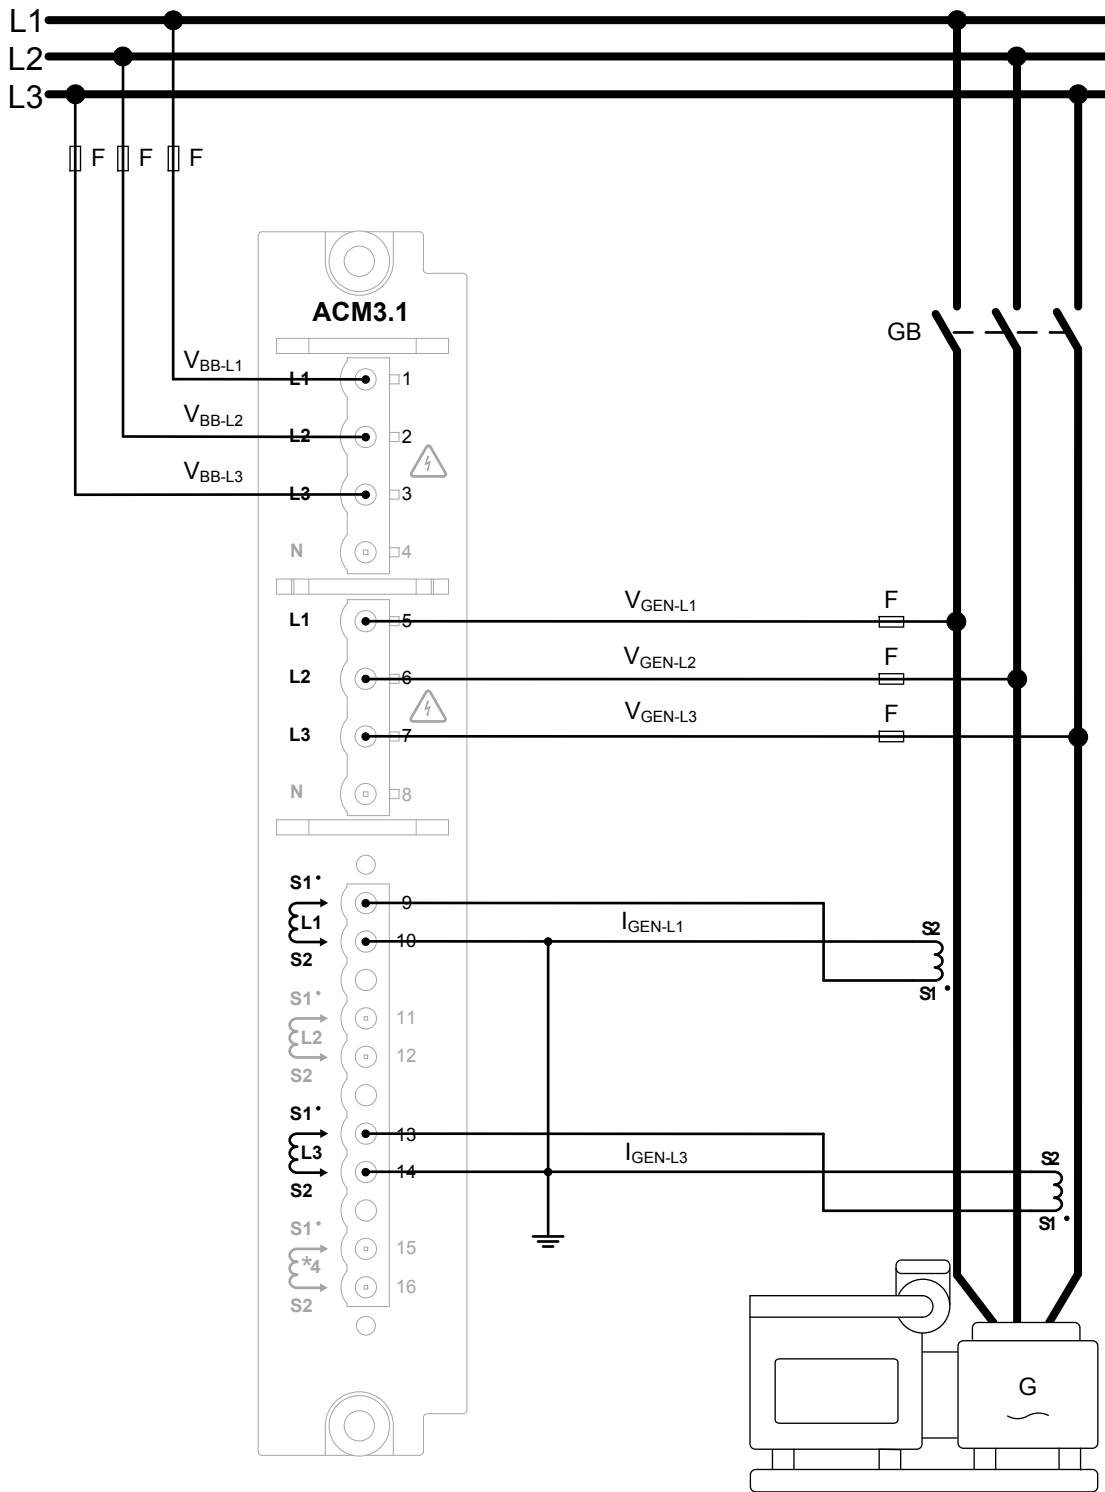 L1
L2
L3
F F F
ACM3.1
GB
VBB-L1
L1 1
VBB-L2
L2 2
VBB-L3
L3 3
N 4
VGEN-L1 F
L1 5
VGEN-L2 F
L2 6
VGEN-L3 F
L3 7
N 8
S1•
9
L1 IGEN-L1 S2
10
S2
S1•
S1•
11
L2
12
S2
S1•
13
L3 IGEN-L3 S2
14
S2
S1•
S1•
15
*4
16
S2
G